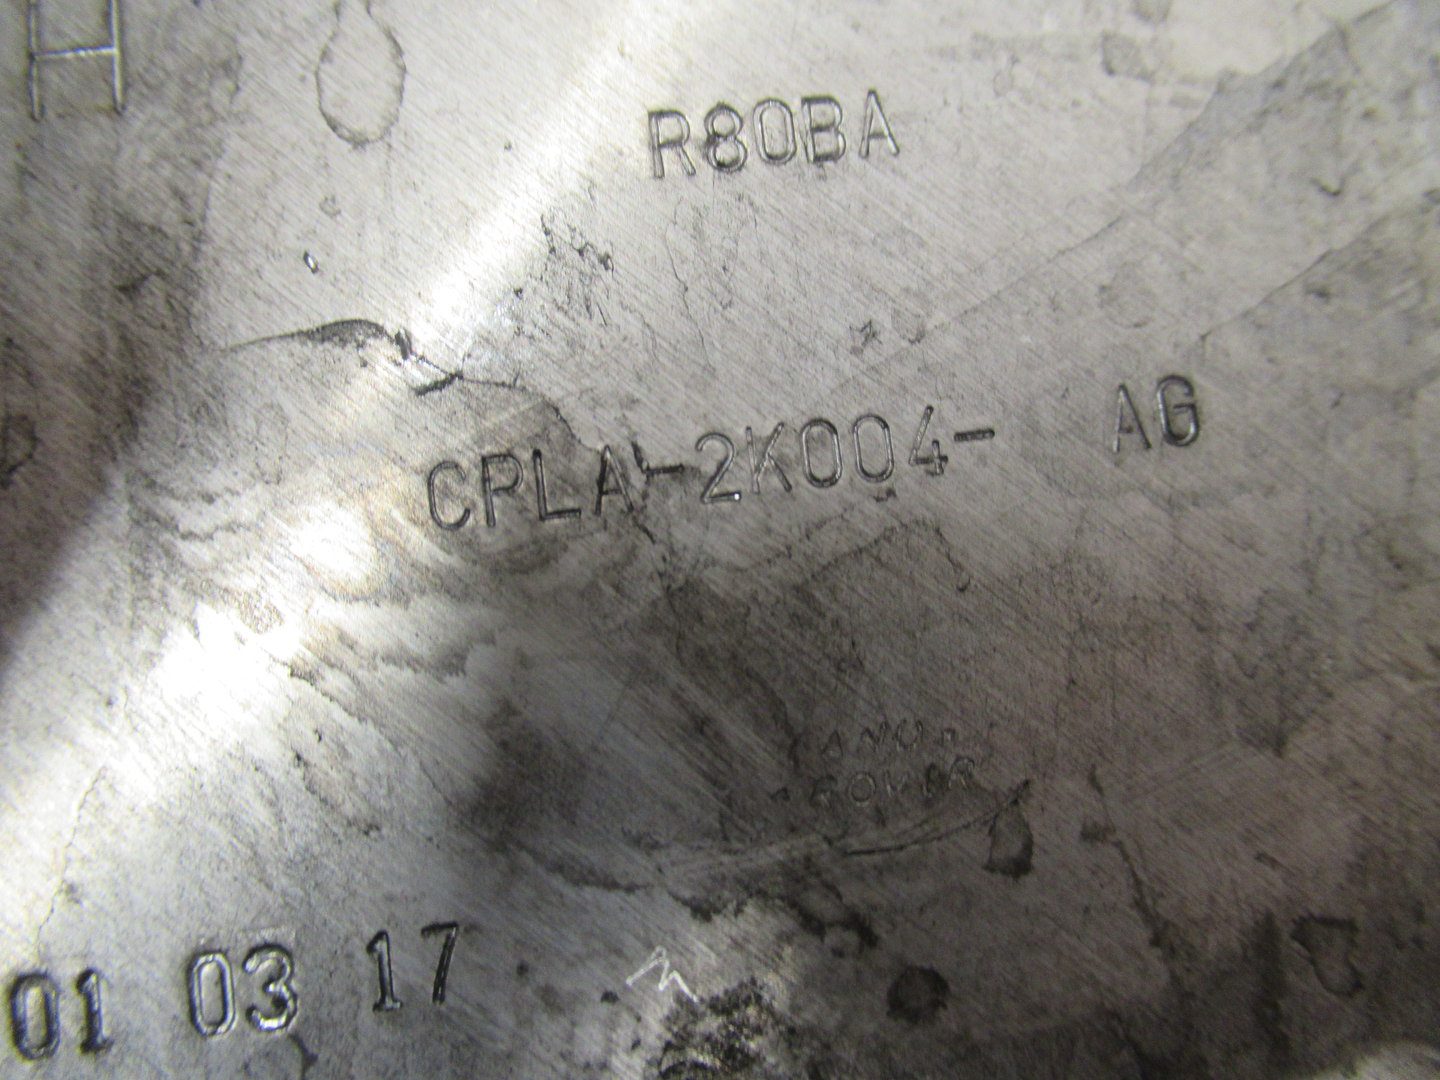 H
R80BA
CPLA-2K004- AG
01 03 17